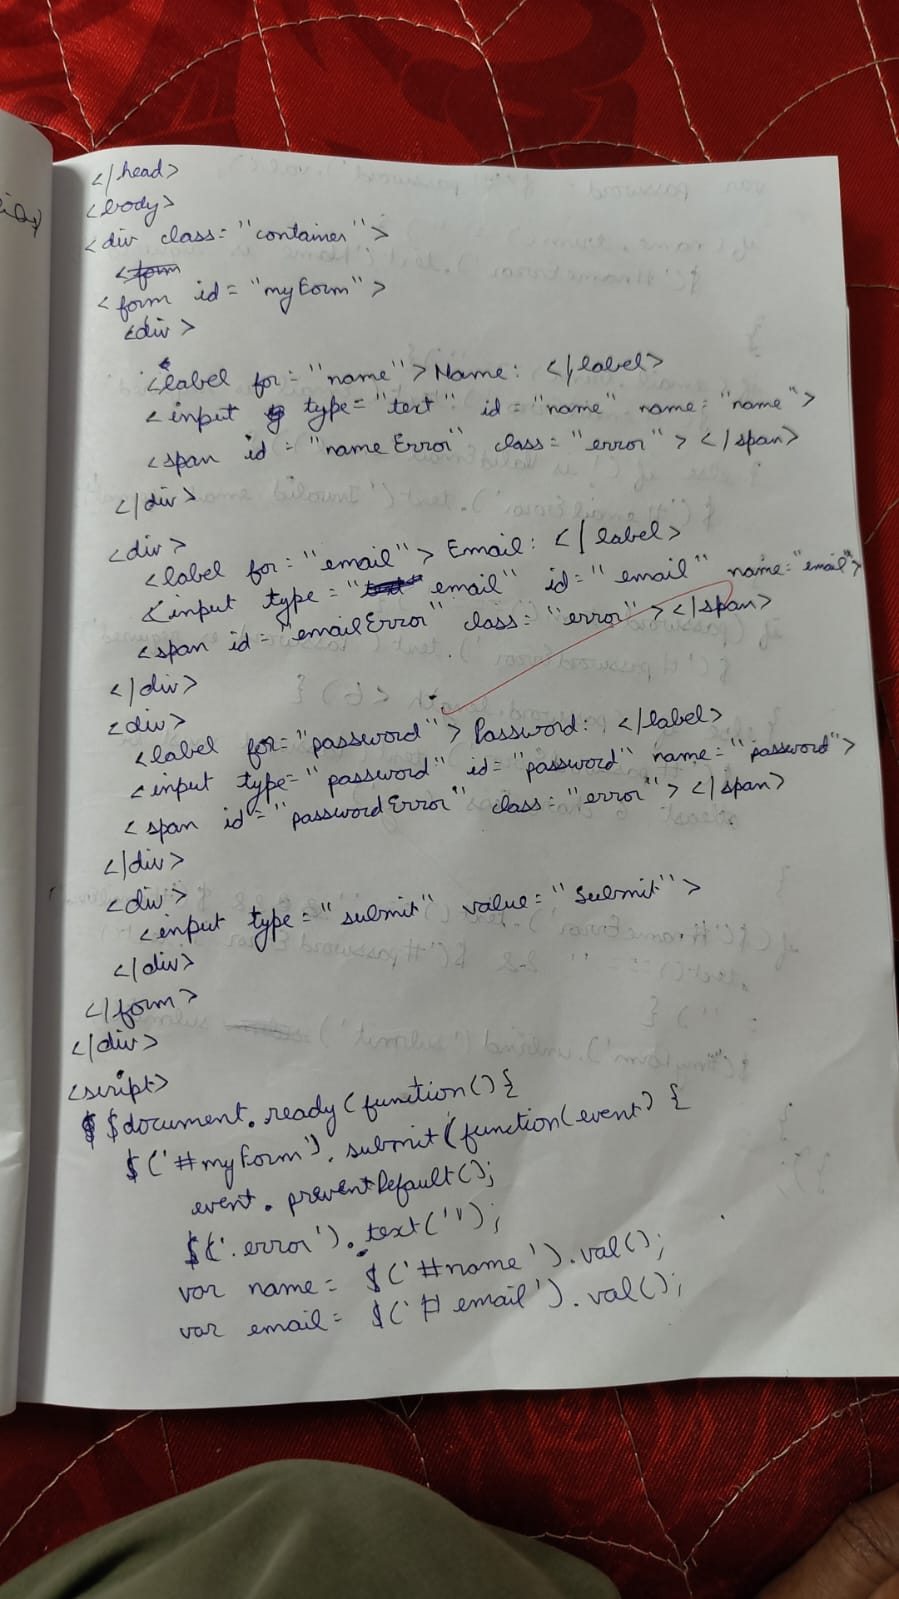 </head>
<body>
<div class="container">
<form id="myForm">
<div>
<label for="name">Name: </label>
<input type="text" id="name" name="name">
<span id="nameError" class="error"></span>
</div>
<div>
<label for="email">Email: </label>
<input type="email" id="email" name="email">
<span id="emailError" class="error"></span>
</div>
<div>
<label for="password">Password: </label>
<input type="password" id="password" name="password">
<span id="passwordError" class="error"></span>
</div>
<div>
<input type="submit" value="Submit">
</div>
</form>
</div>
<script>
$document.ready(function(){
$('#myForm').submit(function(event) {
event.preventDefault();
$('.error').text('');
var name = $('#name').val();
var email = $('#email').val();